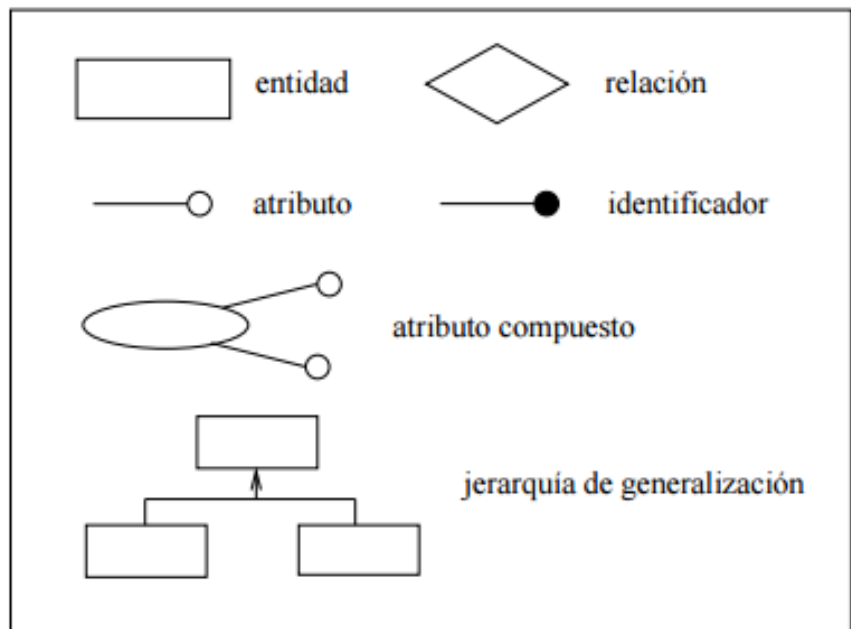 entidad
relación
atributo
identificador
atributo compuesto
jerarquía de generalización